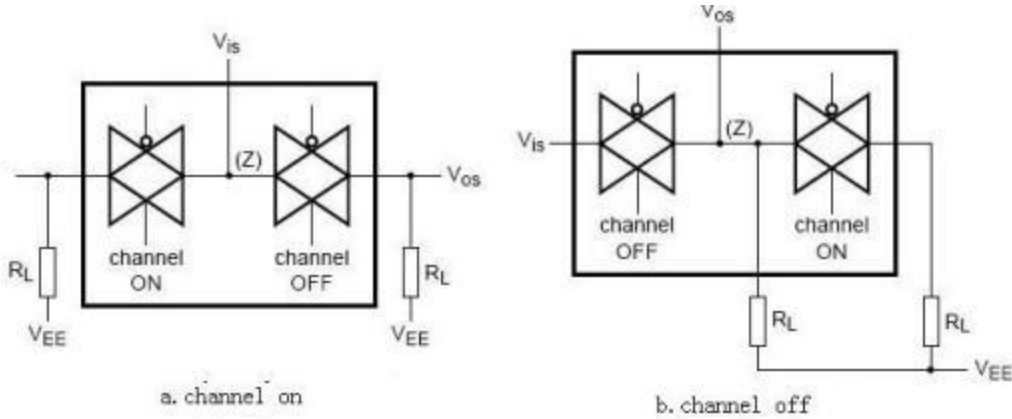 Vis
(Z)
Vos
channel
ON
channel
OFF
RL
RL
VEE
VEE
a. channel on
Vos
Vis
(Z)
channel
OFF
channel
ON
RL
RL
VEE
b. channel off